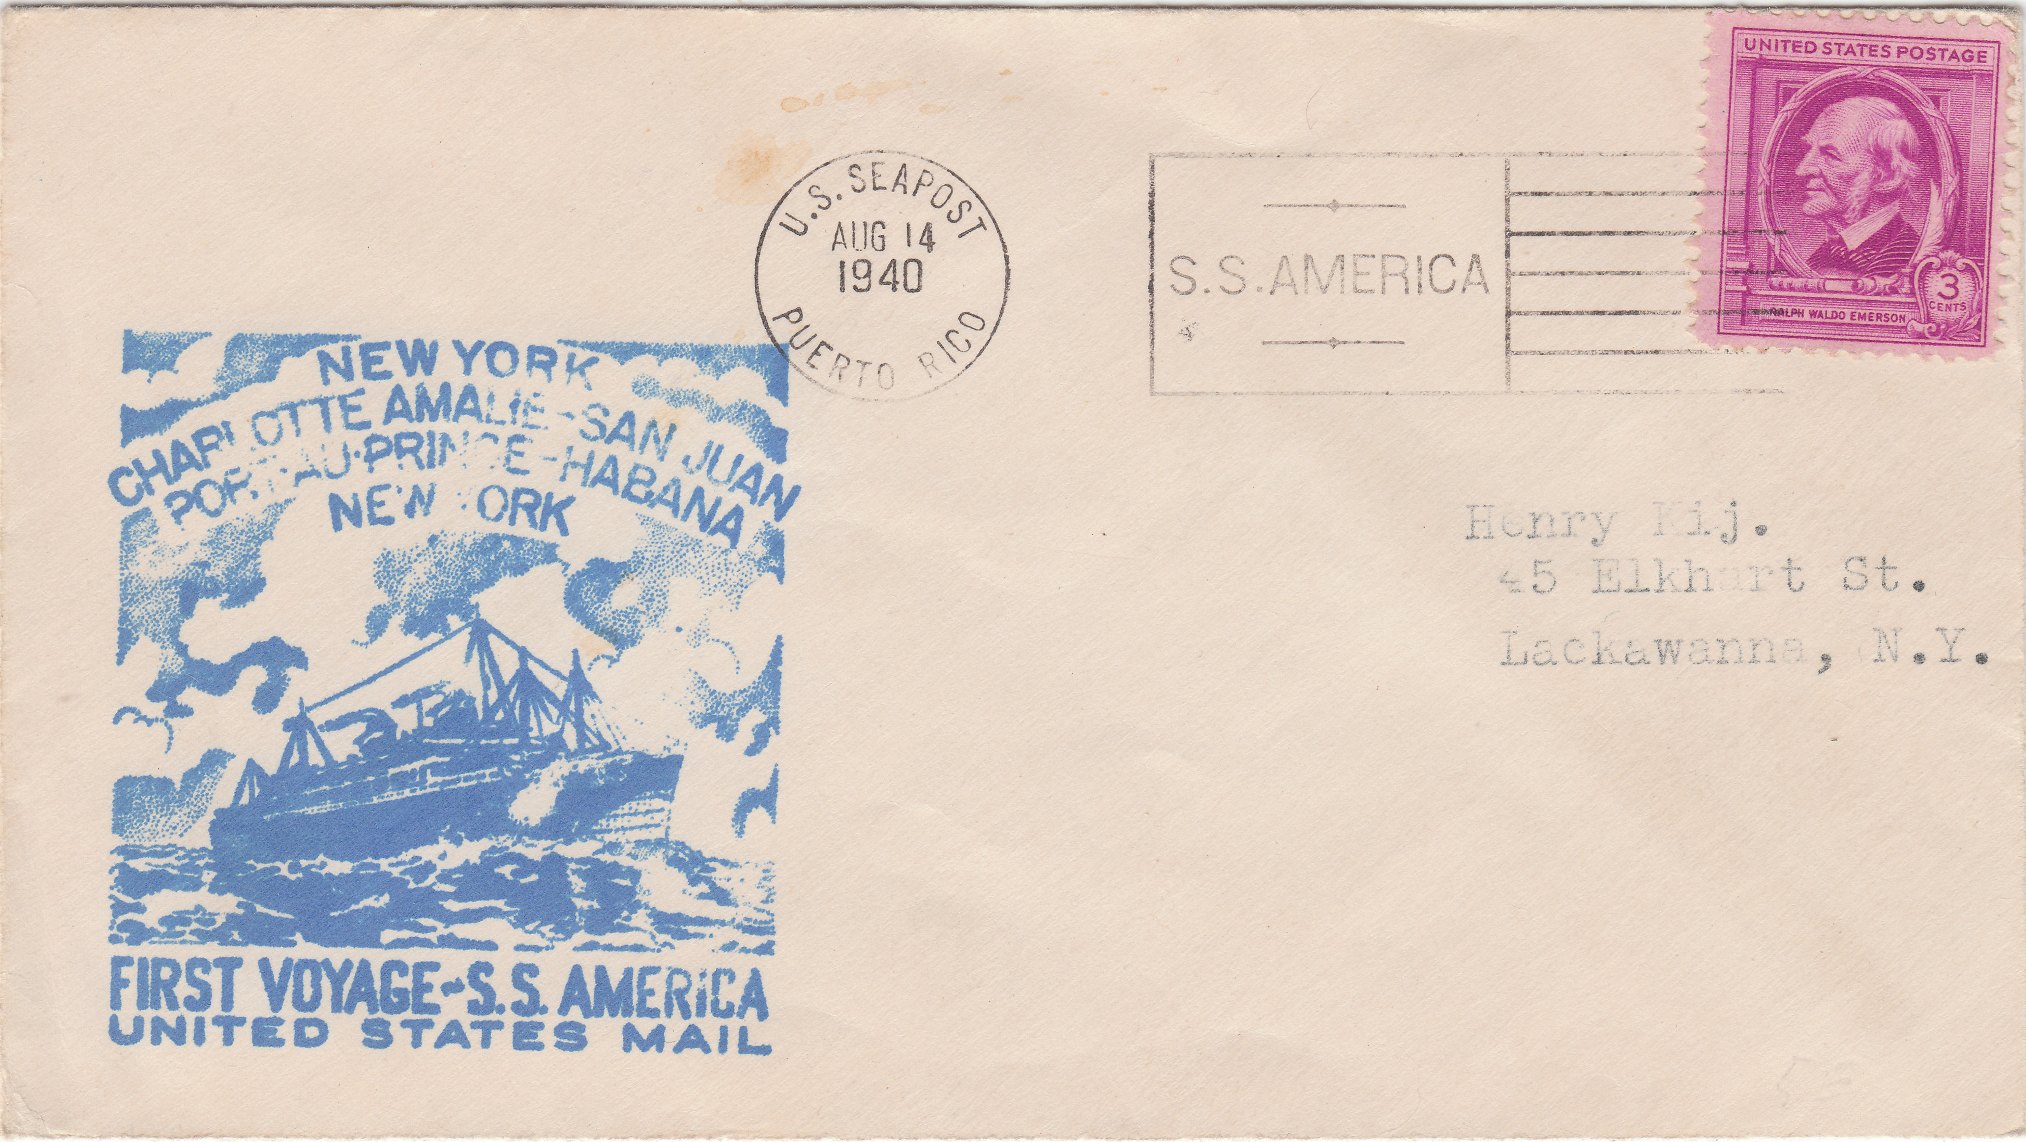 UNITED STATES POSTAGE
3
CENTS
RALPH WALDO EMERSON
U.S. SEAPOST
AUG 14
1940
PUERTO RICO
S.S. AMERICA
NEW YORK
CHARLOTTE AMALIE-SAN JUAN
PORT-AU-PRINCE-HABANA
NEW YORK
Henry Kij.
45 Elkhart St.
Lackawanna, N.Y.
FIRST VOYAGE-S.S. AMERICA
UNITED STATES MAIL